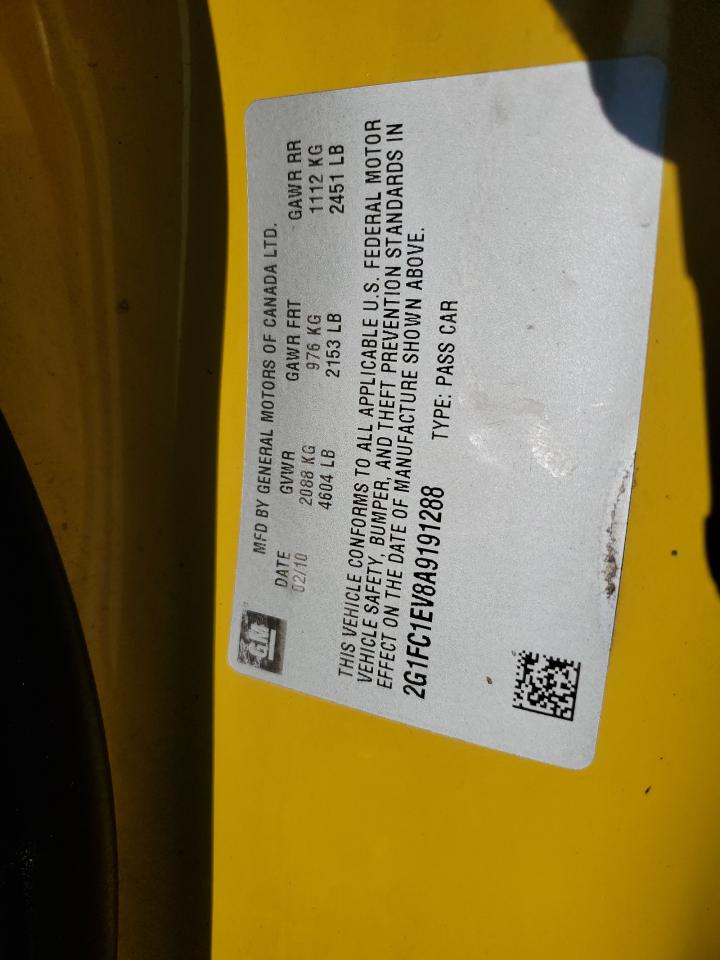 GM
MFD BY GENERAL MOTORS OF CANADA LTD.
DATE GVWR GAWR FRT GAWR RR
02/10 2088 KG 976 KG 1112 KG
4604 LB 2153 LB 2451 LB
THIS VEHICLE CONFORMS TO ALL APPLICABLE U.S. FEDERAL MOTOR
VEHICLE SAFETY, BUMPER, AND THEFT PREVENTION STANDARDS IN
EFFECT ON THE DATE OF MANUFACTURE SHOWN ABOVE.
2G1FC1EV8A9191288 TYPE: PASS CAR